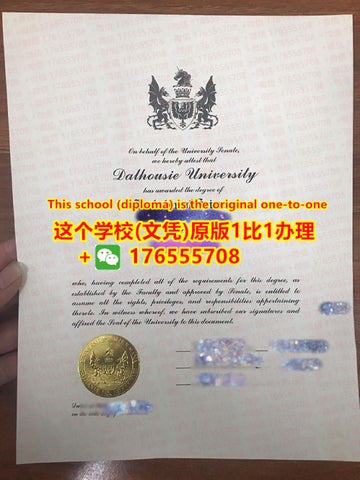 On behalf of the University Senate,
we hereby attest that
Dalhousie University
has awarded the degree of
This school (diploma) is the original one-to-one
这个学校(文凭)原版1比1办理
+ 176555708
who, having completed all of the requirements for this degree, as
established by the Faculty and approved by Senate, is entitled to
assume all the rights, privileges, and responsibilities appertaining
thereto. In witness whereof, we have subscribed our signatures and
affixed the Seal of the University to this document.